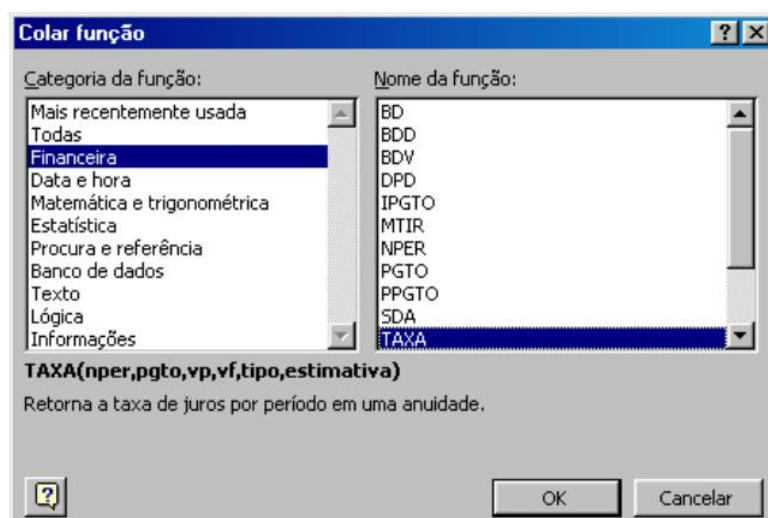 Colar função
Categoria da função:
Mais recentemente usada
Todas
Financeira
Data e hora
Matemática e trigonométrica
Estatística
Procura e referência
Banco de dados
Texto
Lógica
Informações
Nome da função:
BD
BDD
BDV
DPD
IPGTO
MTIR
NPER
PGTO
PPGTO
SDA
TAXA
TAXA(nper,pgto,vp,vf,tipo,estimativa)
Retorna a taxa de juros por período em uma anuidade.
OK
Cancelar